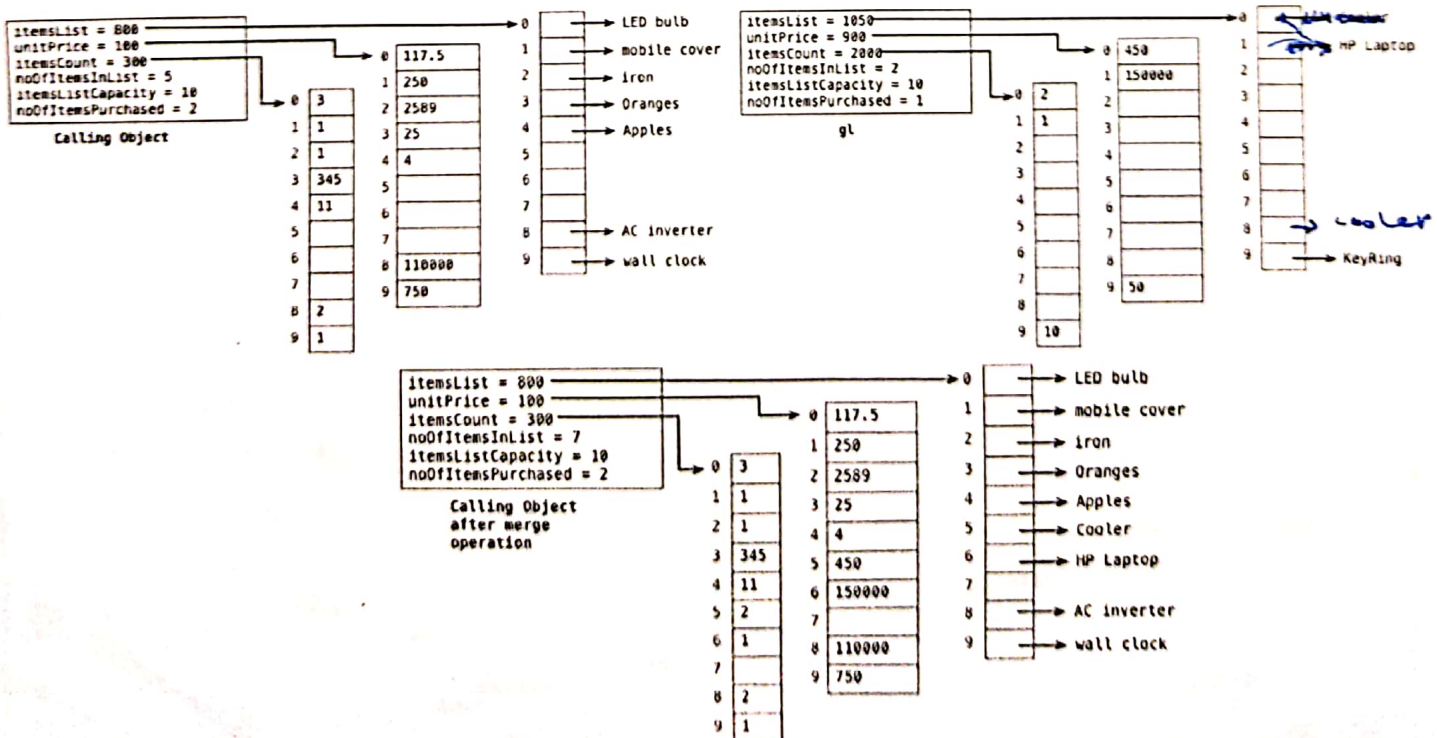 itemsList = 800
unitPrice = 100
itemsCount = 300
noOfItemsInList = 5
itemsListCapacity = 10
noOfItemsPurchased = 2
Calling Object
0 3
1 1
2 1
3 345
4 11
5
6
7
8 2
9 1
0 117.5
1 250
2 2589
3 25
4 4
5
6
7
8 110000
9 750
0 LED bulb
1 mobile cover
2 iron
3 Oranges
4 Apples
5
6
7
8 AC inverter
9 wall clock
itemsList = 1050
unitPrice = 900
itemsCount = 2000
noOfItemsInList = 2
itemsListCapacity = 10
noOfItemsPurchased = 1
gl
0 2
1 1
2
3
4
5
6
7
8
9 10
0 450
1 150000
2
3
4
5
6
7
8
9 50
0
1 HP Laptop
2
3
4
5
6
7
8 cooler
9 KeyRing
itemsList = 800
unitPrice = 100
itemsCount = 300
noOfItemsInList = 7
itemsListCapacity = 10
noOfItemsPurchased = 2
Calling Object
after merge
operation
0 3
1 1
2 1
3 345
4 11
5 2
6 1
7
8 2
9 1
0 117.5
1 250
2 2589
3 25
4 4
5 450
6 150000
7
8 110000
9 750
0 LED bulb
1 mobile cover
2 iron
3 Oranges
4 Apples
5 Cooler
6 HP Laptop
7
8 AC inverter
9 wall clock